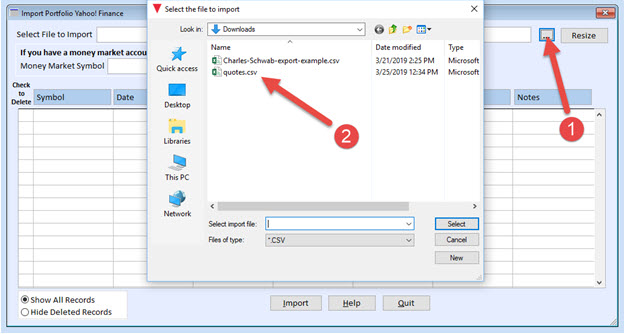 Import Portfolio Yahoo! Finance
Select File to Import
...
Resize
If you have a money market accou
Money Market Symbol
Check to Delete
Symbol
Date
Notes
Select the file to import
Look in: Downloads
Name
Date modified
Type
Charles-Schwab-export-example.csv 3/21/2019 2:25 PM Microsoft
quotes.csv 3/25/2019 12:34 PM Microsoft
Quick access
Desktop
Libraries
This PC
Network
Select import file:
Select
Files of type: *.CSV
Cancel
New
1
2
Show All Records
Hide Deleted Records
Import
Help
Quit